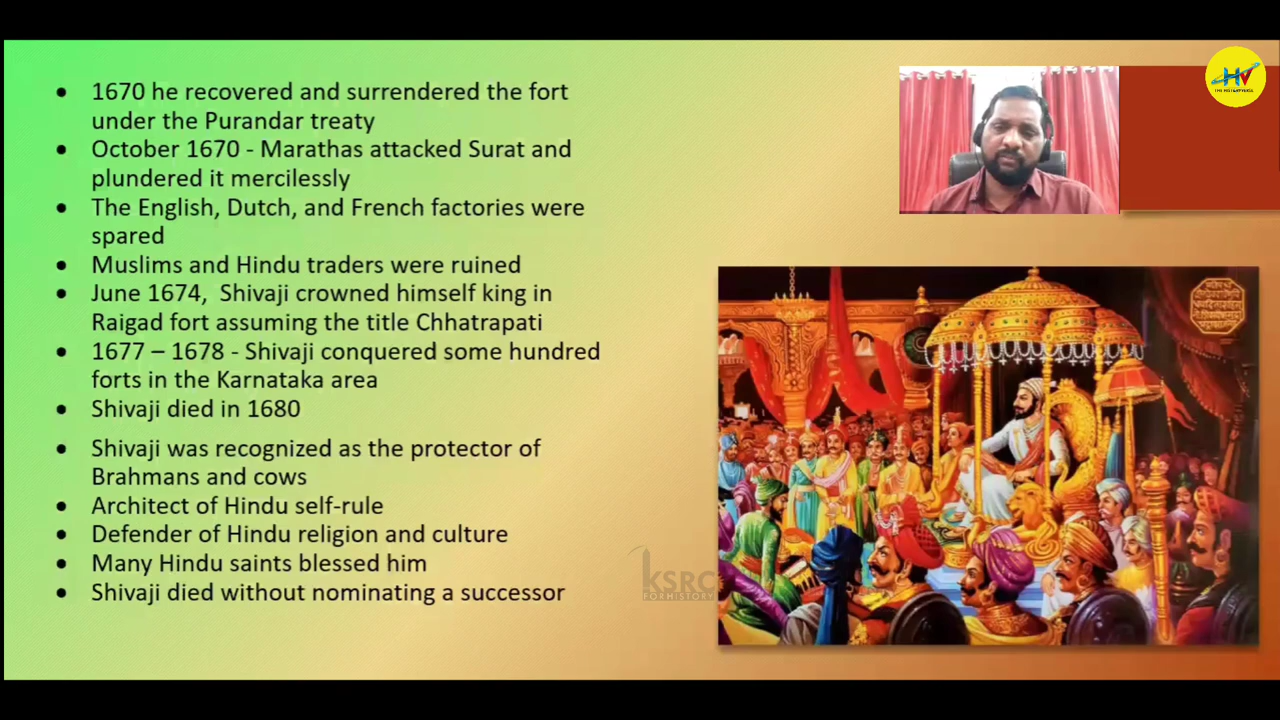 • 1670 he recovered and surrendered the fort
under the Purandar treaty
• October 1670 - Marathas attacked Surat and
plundered it mercilessly
• The English, Dutch, and French factories were
spared
• Muslims and Hindu traders were ruined
• June 1674, Shivaji crowned himself king in
Raigad fort assuming the title Chhatrapati
• 1677 – 1678 - Shivaji conquered some hundred
forts in the Karnataka area
• Shivaji died in 1680
• Shivaji was recognized as the protector of
Brahmans and cows
• Architect of Hindu self-rule
• Defender of Hindu religion and culture
• Many Hindu saints blessed him
• Shivaji died without nominating a successor
KSRC
FORHISTORY
HV